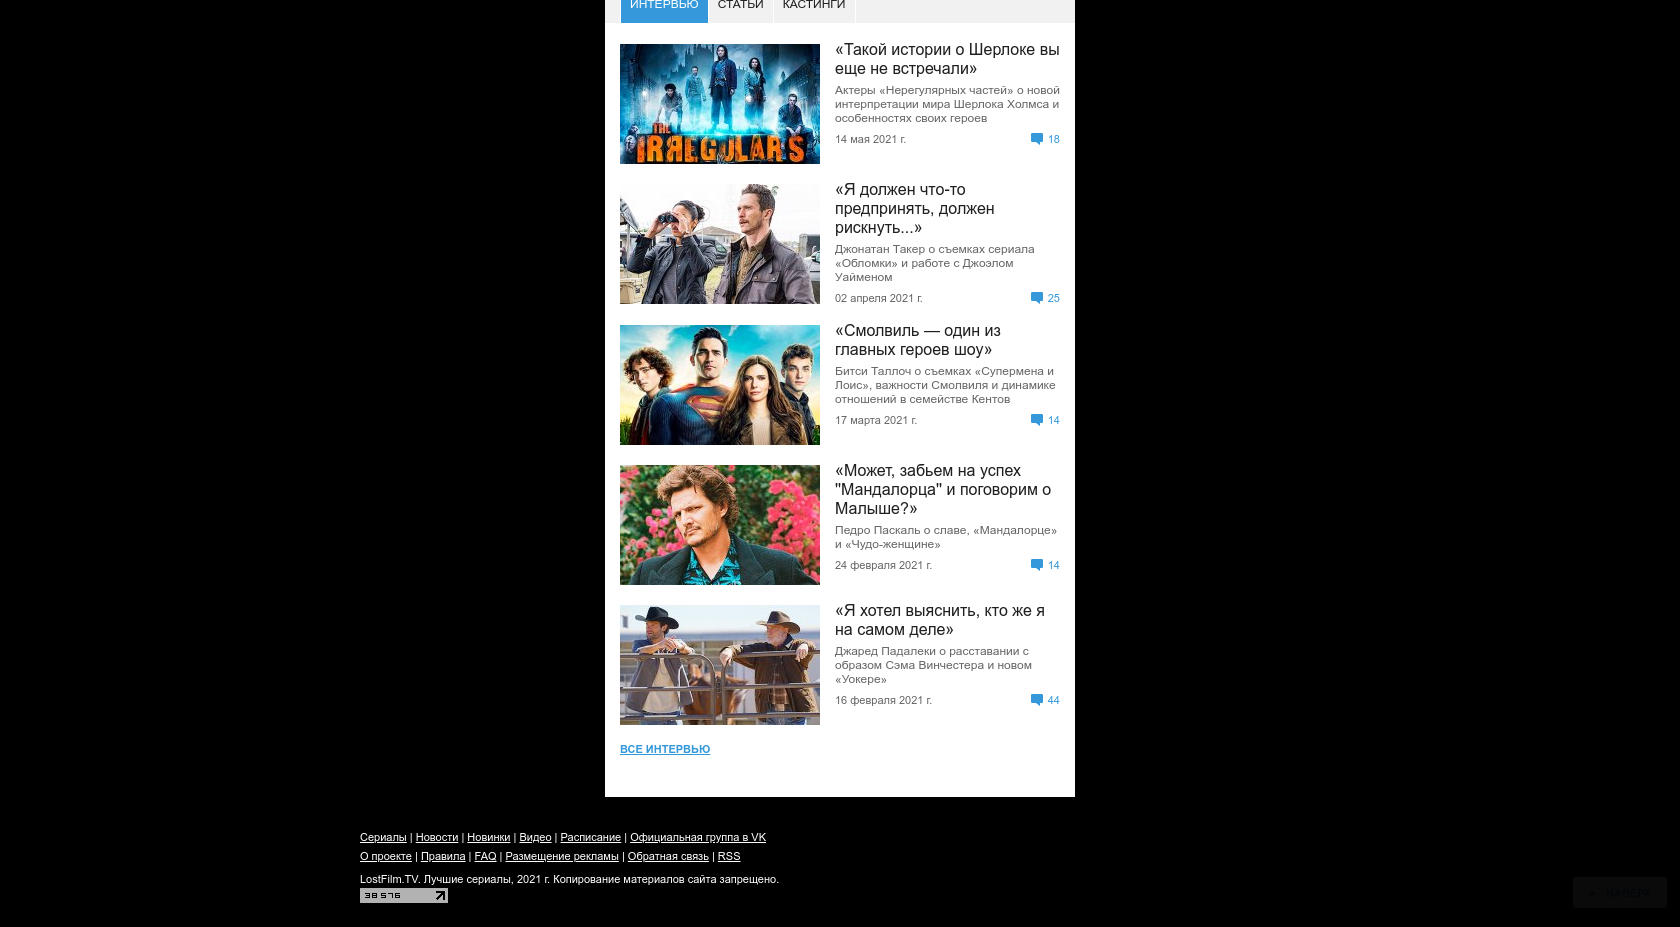 ИНТЕРВЬЮ СТАТЬИ КАСТИНГИ
THE
IRREGULARS
«Такой истории о Шерлоке вы
еще не встречали»
Актеры «Нерегулярных частей» о новой
интерпретации мира Шерлока Холмса и
особенностях своих героев
14 мая 2021 г. 18
«Я должен что-то
предпринять, должен
рискнуть...»
Джонатан Такер о съемках сериала
«Обломки» и работе с Джоэлом
Уайменом
02 апреля 2021 г. 25
«Смолвиль — один из
главных героев шоу»
Битси Таллоч о съемках «Супермена и
Лоис», важности Смолвиля и динамике
отношений в семействе Кентов
17 марта 2021 г. 14
«Может, забьем на успех
"Мандалорца" и поговорим о
Малыше?»
Педро Паскаль о славе, «Мандалорце»
и «Чудо-женщине»
24 февраля 2021 г. 14
«Я хотел выяснить, кто же я
на самом деле»
Джаред Падалеки о расставании с
образом Сэма Винчестера и новом
«Уокере»
16 февраля 2021 г. 44
ВСЕ ИНТЕРВЬЮ
Сериалы | Новости | Новинки | Видео | Расписание | Официальная группа в VK
О проекте | Правила | FAQ | Размещение рекламы | Обратная связь | RSS
LostFilm.TV. Лучшие сериалы, 2021 г. Копирование материалов сайта запрещено.
38 576